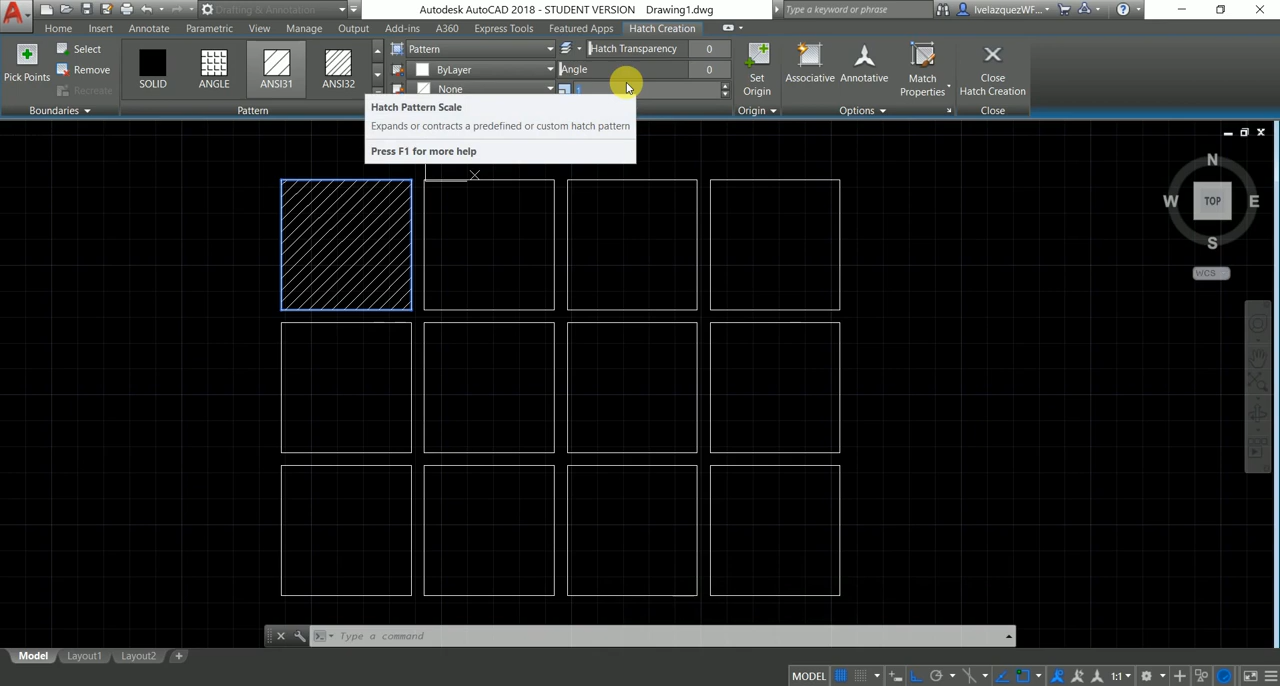 A Drafting & Annotation Autodesk AutoCAD 2018 - STUDENT VERSION Drawing1.dwg Type a keyword or phrase lvelazquezWF... ?
Home Insert Annotate Parametric View Manage Output Add-ins A360 Express Tools Featured Apps Hatch Creation
Pick Points Select Remove Recreate
SOLID ANGLE ANSI31 ANSI32
Pattern Hatch Transparency 0
ByLayer Angle 0
None 1
Set Origin Associative Annotative Match Properties Close Hatch Creation
Boundaries Pattern Origin Options Close
Hatch Pattern Scale
Expands or contracts a predefined or custom hatch pattern
Press F1 for more help
N
W TOP E
S
WCS
Type a command
Model Layout1 Layout2 +
MODEL 1:1